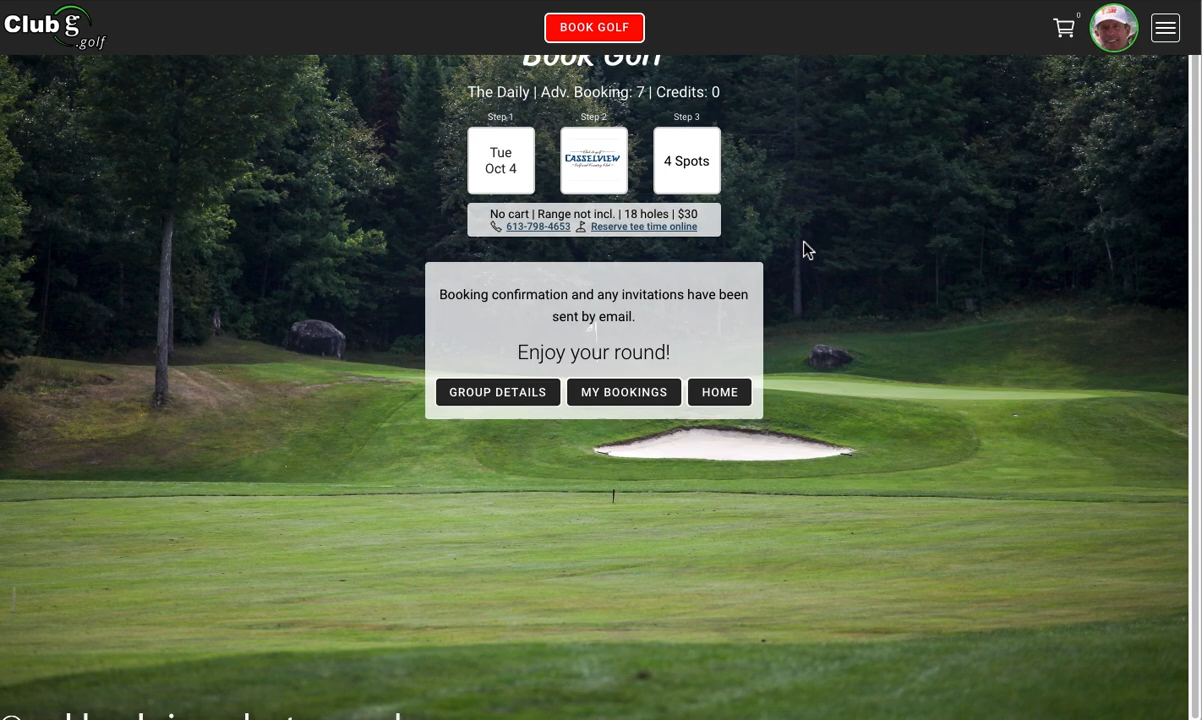 Club g
.golf
BOOK GOLF
0
Book Golf
The Daily | Adv. Booking: 7 | Credits: 0
Step 1
Step 2
Step 3
Tue
Oct 4
CASSELVIEW
4 Spots
No cart | Range not incl. | 18 holes | $30
613-798-4653 Reserve tee time online
Booking confirmation and any invitations have been
sent by email.
Enjoy your round!
GROUP DETAILS
MY BOOKINGS
HOME